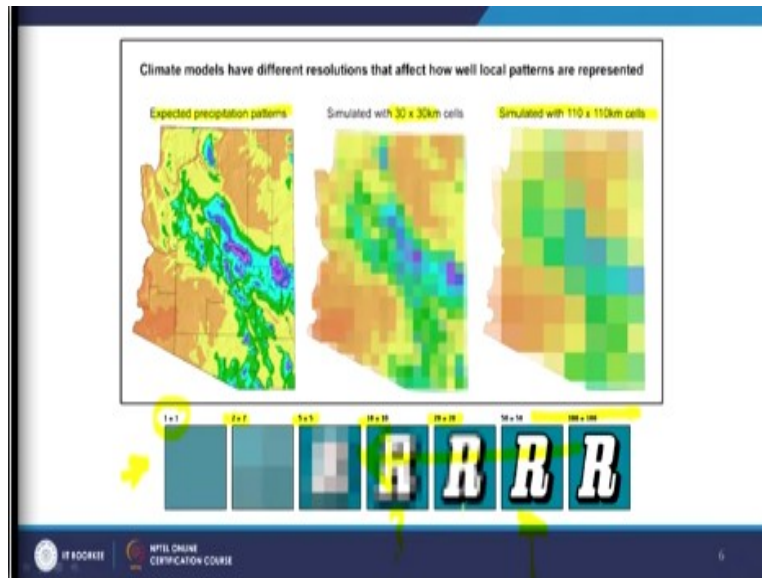 Climate models have different resolutions that affect how well local patterns are represented
Expected precipitation patterns
Simulated with 30 x 30km cells
Simulated with 110 x 110km cells
1 x 1
2 x 2
5 x 5
10 x 10
20 x 20
50 x 50
100 x 100
R
R
R
R
IIT ROORKEE
NPTEL ONLINE
CERTIFICATION COURSE
6